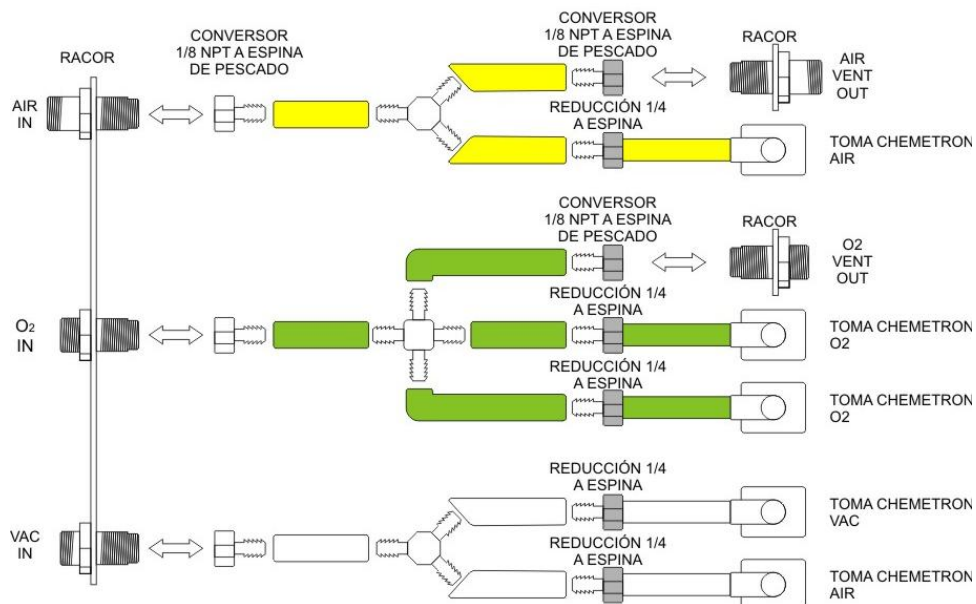 RACOR
CONVERSOR
1/8 NPT A ESPINA
DE PESCADO
CONVERSOR
1/8 NPT A ESPINA
DE PESCADO
RACOR
AIR
IN
AIR
VENT
OUT
REDUCCIÓN 1/4
A ESPINA
TOMA CHEMETRON
AIR
CONVERSOR
1/8 NPT A ESPINA
DE PESCADO
RACOR
O2
VENT
OUT
O2
IN
REDUCCIÓN 1/4
A ESPINA
TOMA CHEMETRON
O2
REDUCCIÓN 1/4
A ESPINA
TOMA CHEMETRON
O2
VAC
IN
REDUCCIÓN 1/4
A ESPINA
TOMA CHEMETRON
VAC
REDUCCIÓN 1/4
A ESPINA
TOMA CHEMETRON
AIR